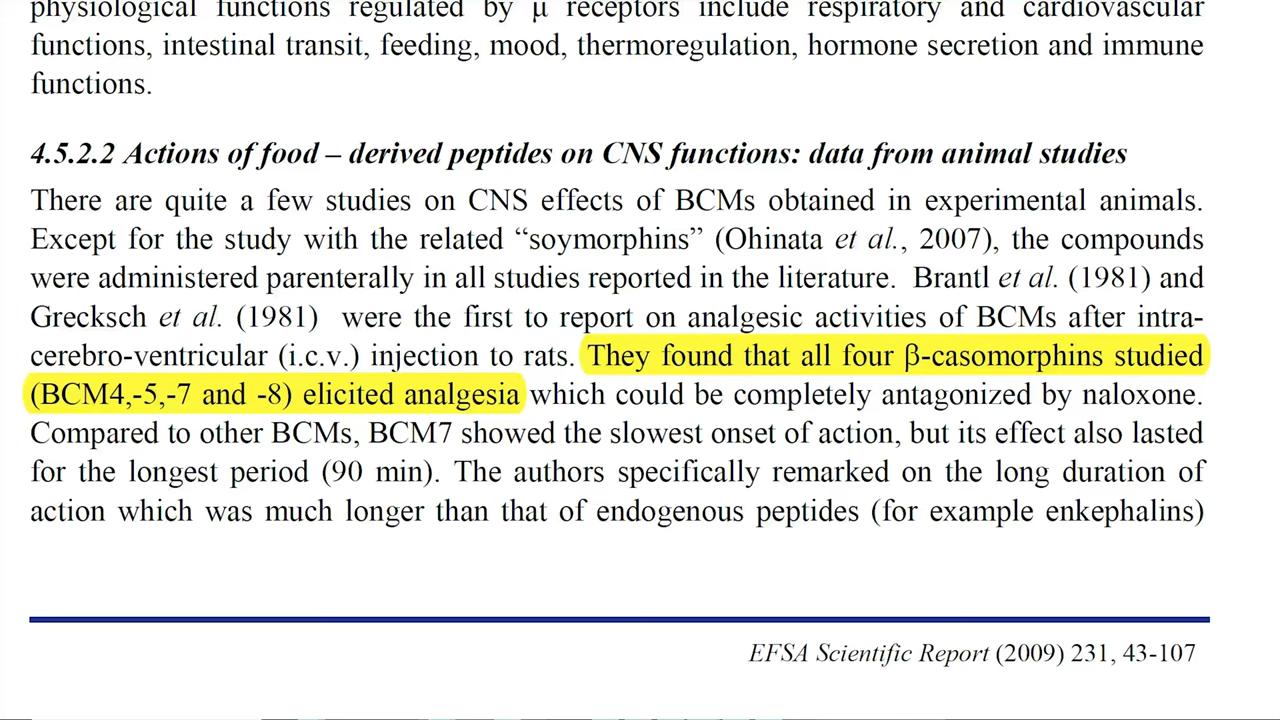 physiological functions regulated by μ receptors include respiratory and cardiovascular
functions, intestinal transit, feeding, mood, thermoregulation, hormone secretion and immune
functions.
4.5.2.2 Actions of food – derived peptides on CNS functions: data from animal studies
There are quite a few studies on CNS effects of BCMs obtained in experimental animals.
Except for the study with the related “soymorphins” (Ohinata et al., 2007), the compounds
were administered parenterally in all studies reported in the literature. Brantl et al. (1981) and
Grecksch et al. (1981) were the first to report on analgesic activities of BCMs after intra-
cerebro-ventricular (i.c.v.) injection to rats. They found that all four β-casomorphins studied
(BCM4,-5,-7 and -8) elicited analgesia which could be completely antagonized by naloxone.
Compared to other BCMs, BCM7 showed the slowest onset of action, but its effect also lasted
for the longest period (90 min). The authors specifically remarked on the long duration of
action which was much longer than that of endogenous peptides (for example enkephalins)
EFSA Scientific Report (2009) 231, 43-107